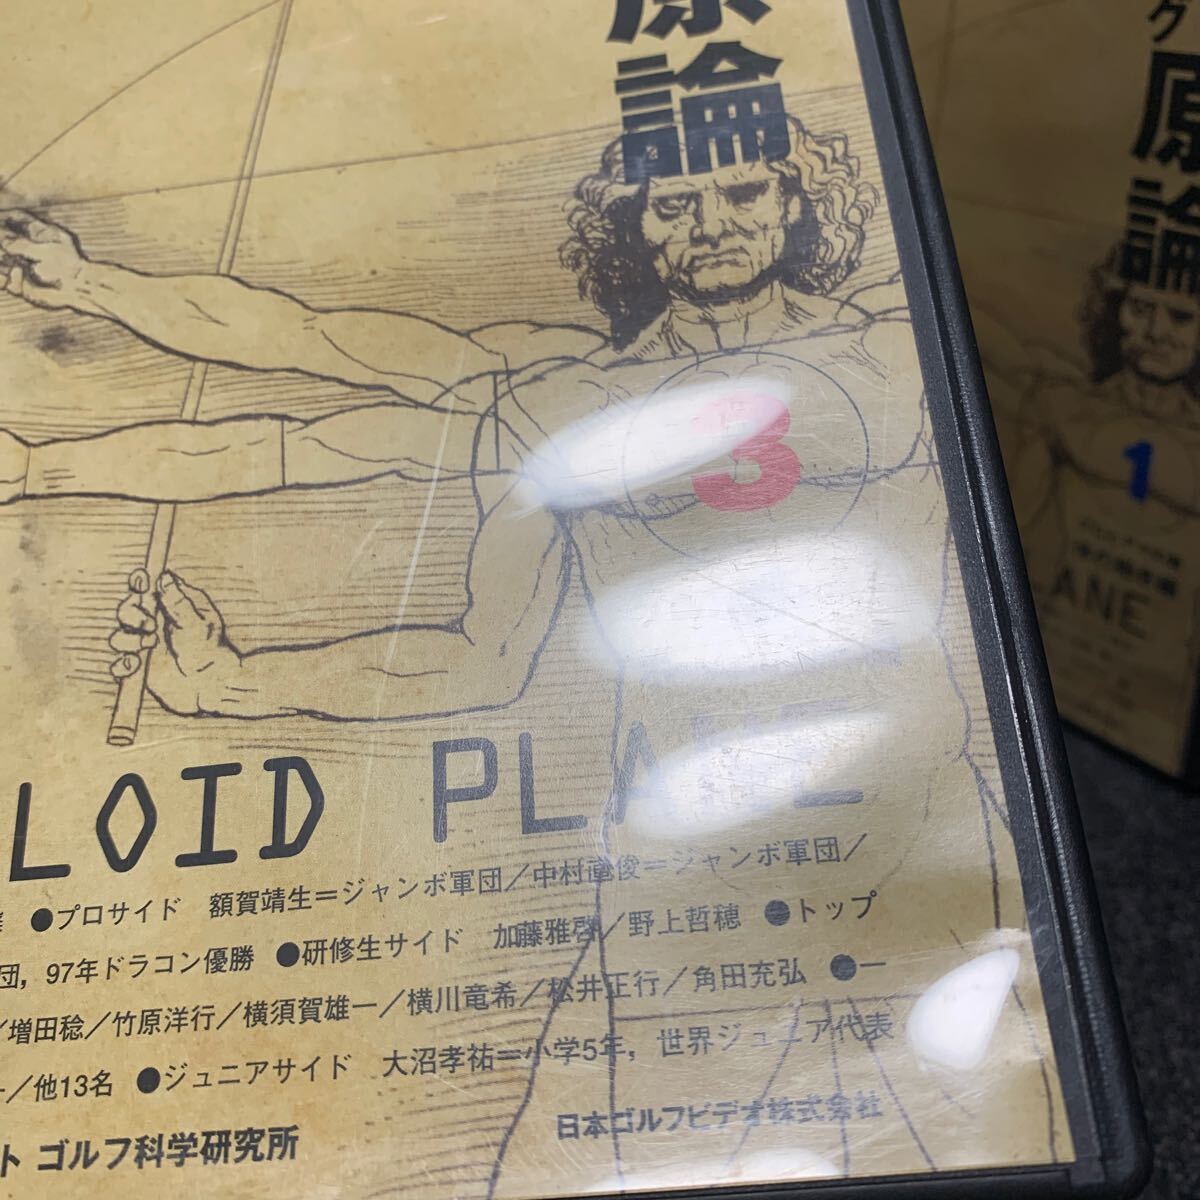 原
論
3
LOID PLANE
●プロサイド 額賀靖生＝ジャンボ軍団／中村直俊＝ジャンボ軍団／
団，97年ドラコン優勝 ●研修生サイド 加藤雅啓／野上哲穂 ●トップ
／増田稔／竹原洋行／横須賀雄一／横川竜希／松井正行／角田充弘 ●一
／他13名 ●ジュニアサイド 大沼孝祐＝小学5年，世界ジュニア代表
ト ゴルフ科学研究所
日本ゴルフビデオ株式会社
グ
原
論
1
ANE